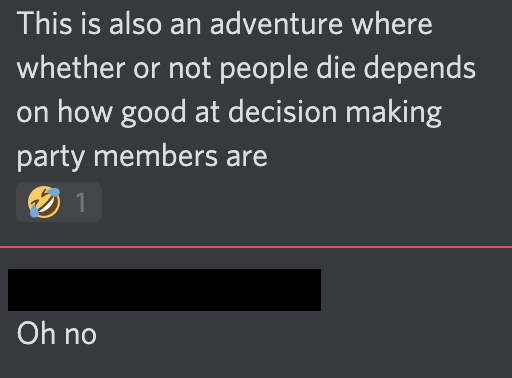 This is also an adventure where
whether or not people die depends
on how good at decision making
party members are
1
Oh no